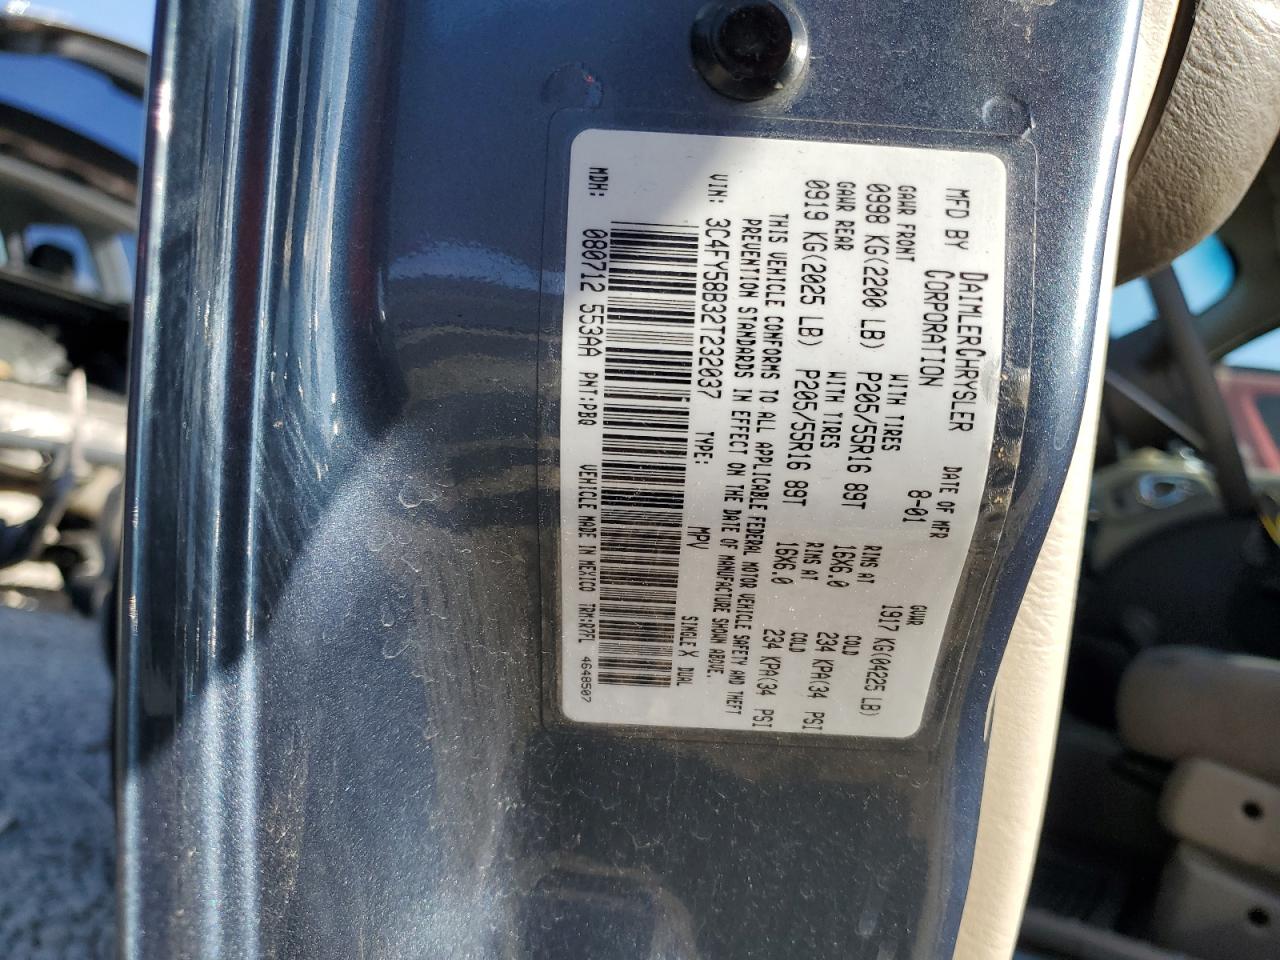 MFD BY DAIMLERCHRYSLER CORPORATION
DATE OF MFR 8-01
GVWR 1917 KG(04225 LB)
GAWR FRONT WITH TIRES RIMS AT COLD
0998 KG(2200 LB) P205/55R16 89T 16X6.0 234 KPA(34 PSI
GAWR REAR WITH TIRES RIMS AT COLD
0919 KG(2025 LB) P205/55R16 89T 16X6.0 234 KPA(34 PSI
THIS VEHICLE CONFORMS TO ALL APPLICABLE FEDERAL MOTOR VEHICLE SAFETY AND THEFT
PREVENTION STANDARDS IN EFFECT ON THE DATE OF MANUFACTURE SHOWN ABOVE.
VIN: 3C4FY58B32T232037 TYPE: MPV SINGLE X DUAL
MDH: 080712 553AA PNT:PBQ VEHICLE MADE IN MEXICO TRM:R7FL 4648507